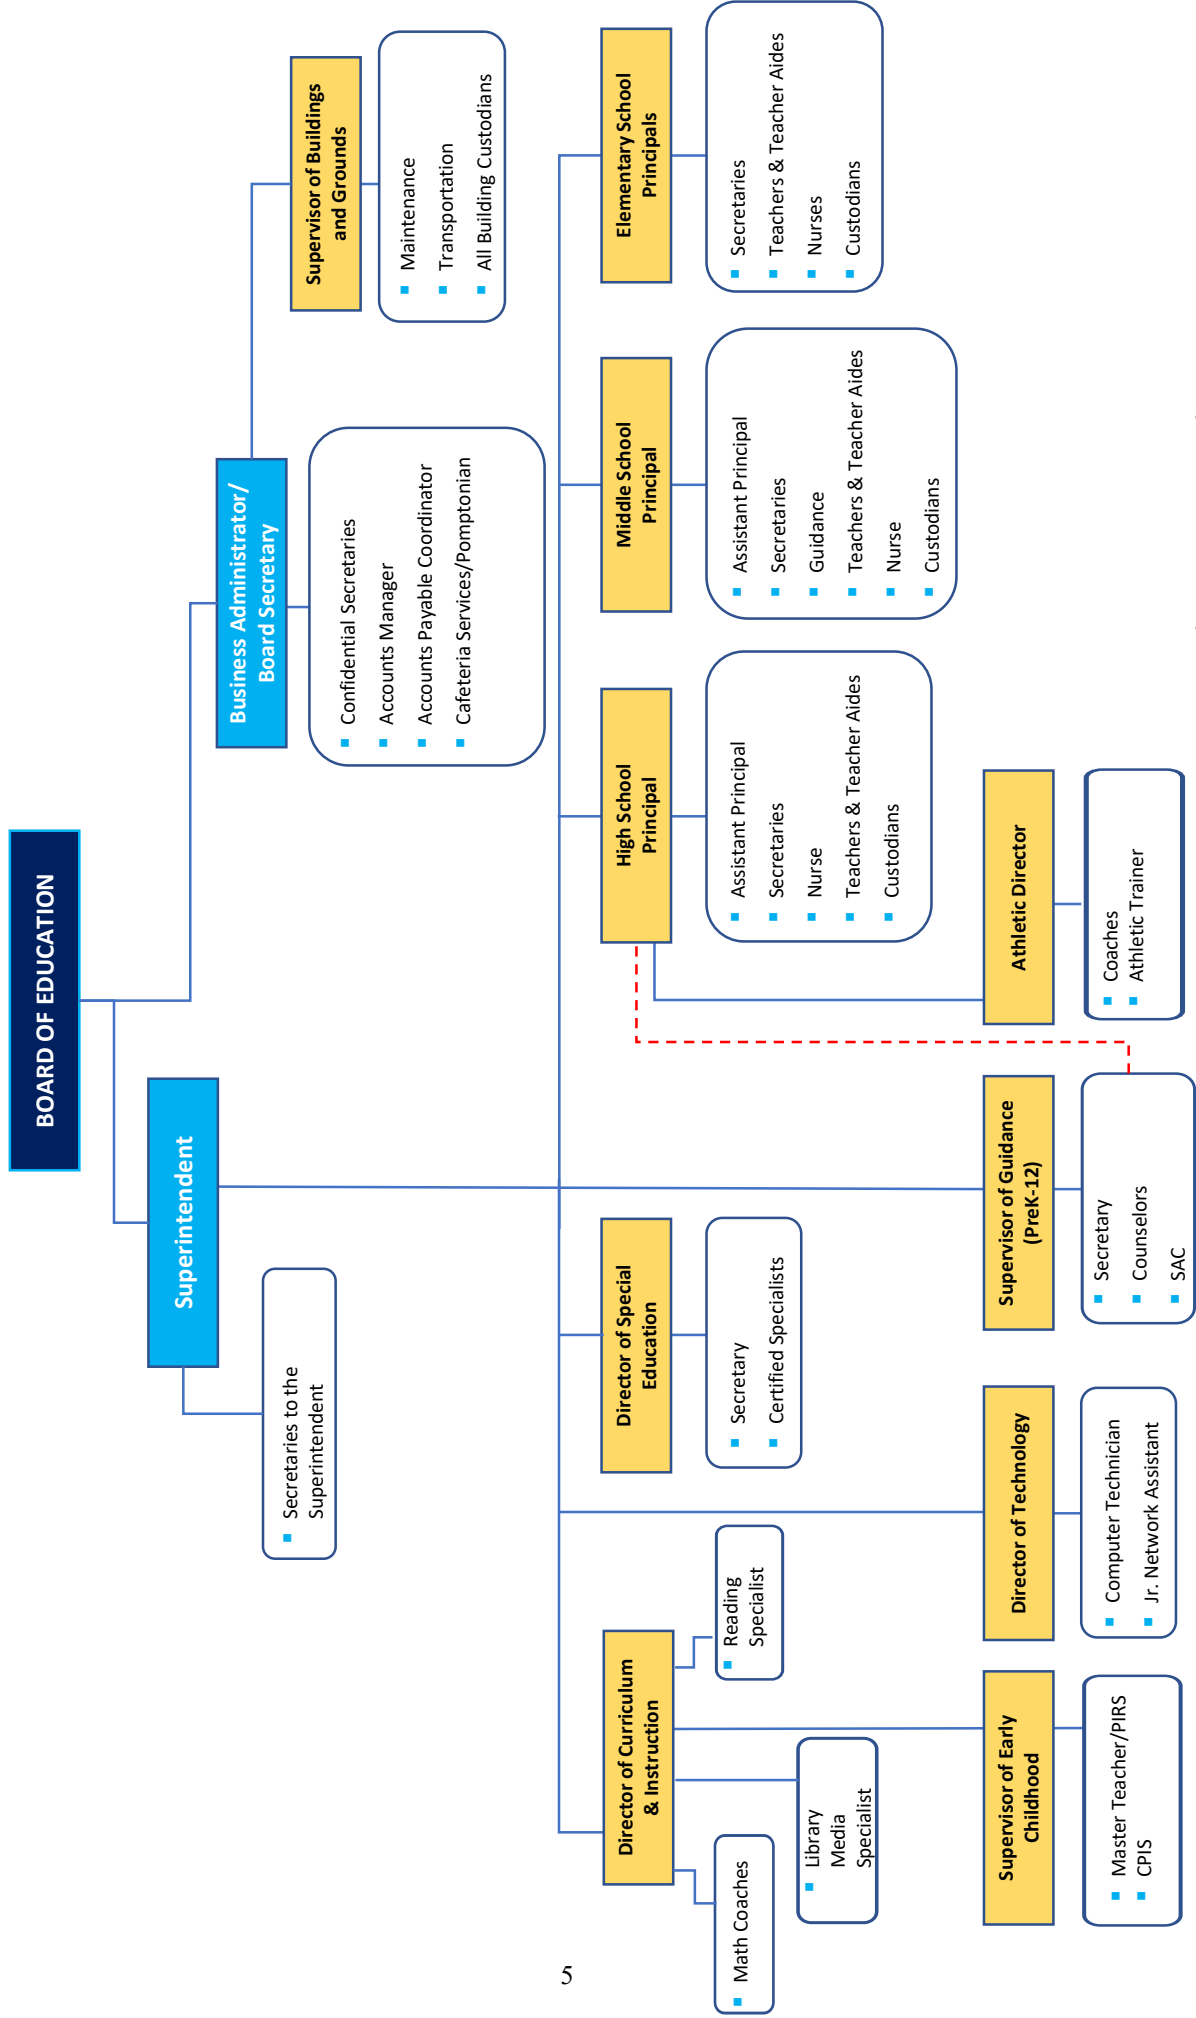 BOARD OF EDUCATION
Superintendent
Secretaries to the
Superintendent
Business Administrator/
Board Secretary
Confidential Secretaries
Accounts Manager
Accounts Payable Coordinator
Cafeteria Services/Pomptonian
Supervisor of Buildings
and Grounds
Maintenance
Transportation
All Building Custodians
Director of Curriculum
& Instruction
Math Coaches
Library
Media
Specialist
Reading
Specialist
Director of Special
Education
Secretary
Certified Specialists
High School
Principal
Assistant Principal
Secretaries
Nurse
Teachers & Teacher Aides
Custodians
Middle School
Principal
Assistant Principal
Secretaries
Guidance
Teachers & Teacher Aides
Nurse
Custodians
Elementary School
Principals
Secretaries
Teachers & Teacher Aides
Nurses
Custodians
Supervisor of Early
Childhood
Master Teacher/PIRS
CPIS
Director of Technology
Computer Technician
Jr. Network Assistant
Supervisor of Guidance
(PreK-12)
Secretary
Counselors
SAC
Athletic Director
Coaches
Athletic Trainer
5